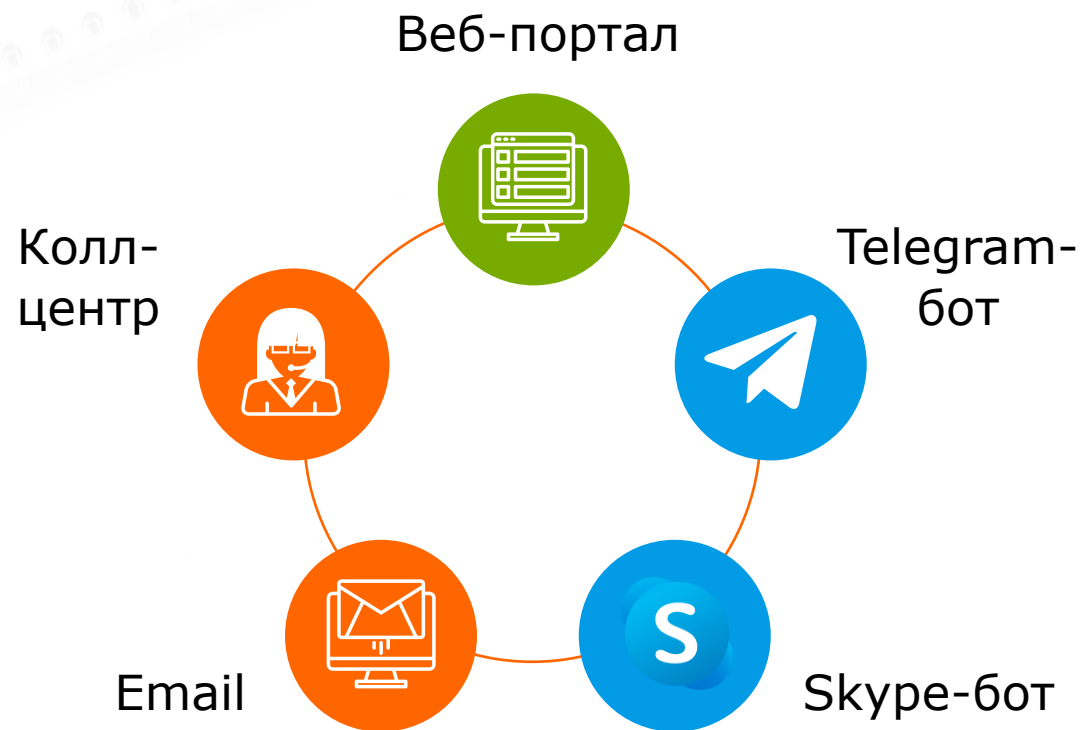 Веб-портал
Колл-
центр
Telegram-
бот
S
Email
Skype-бот